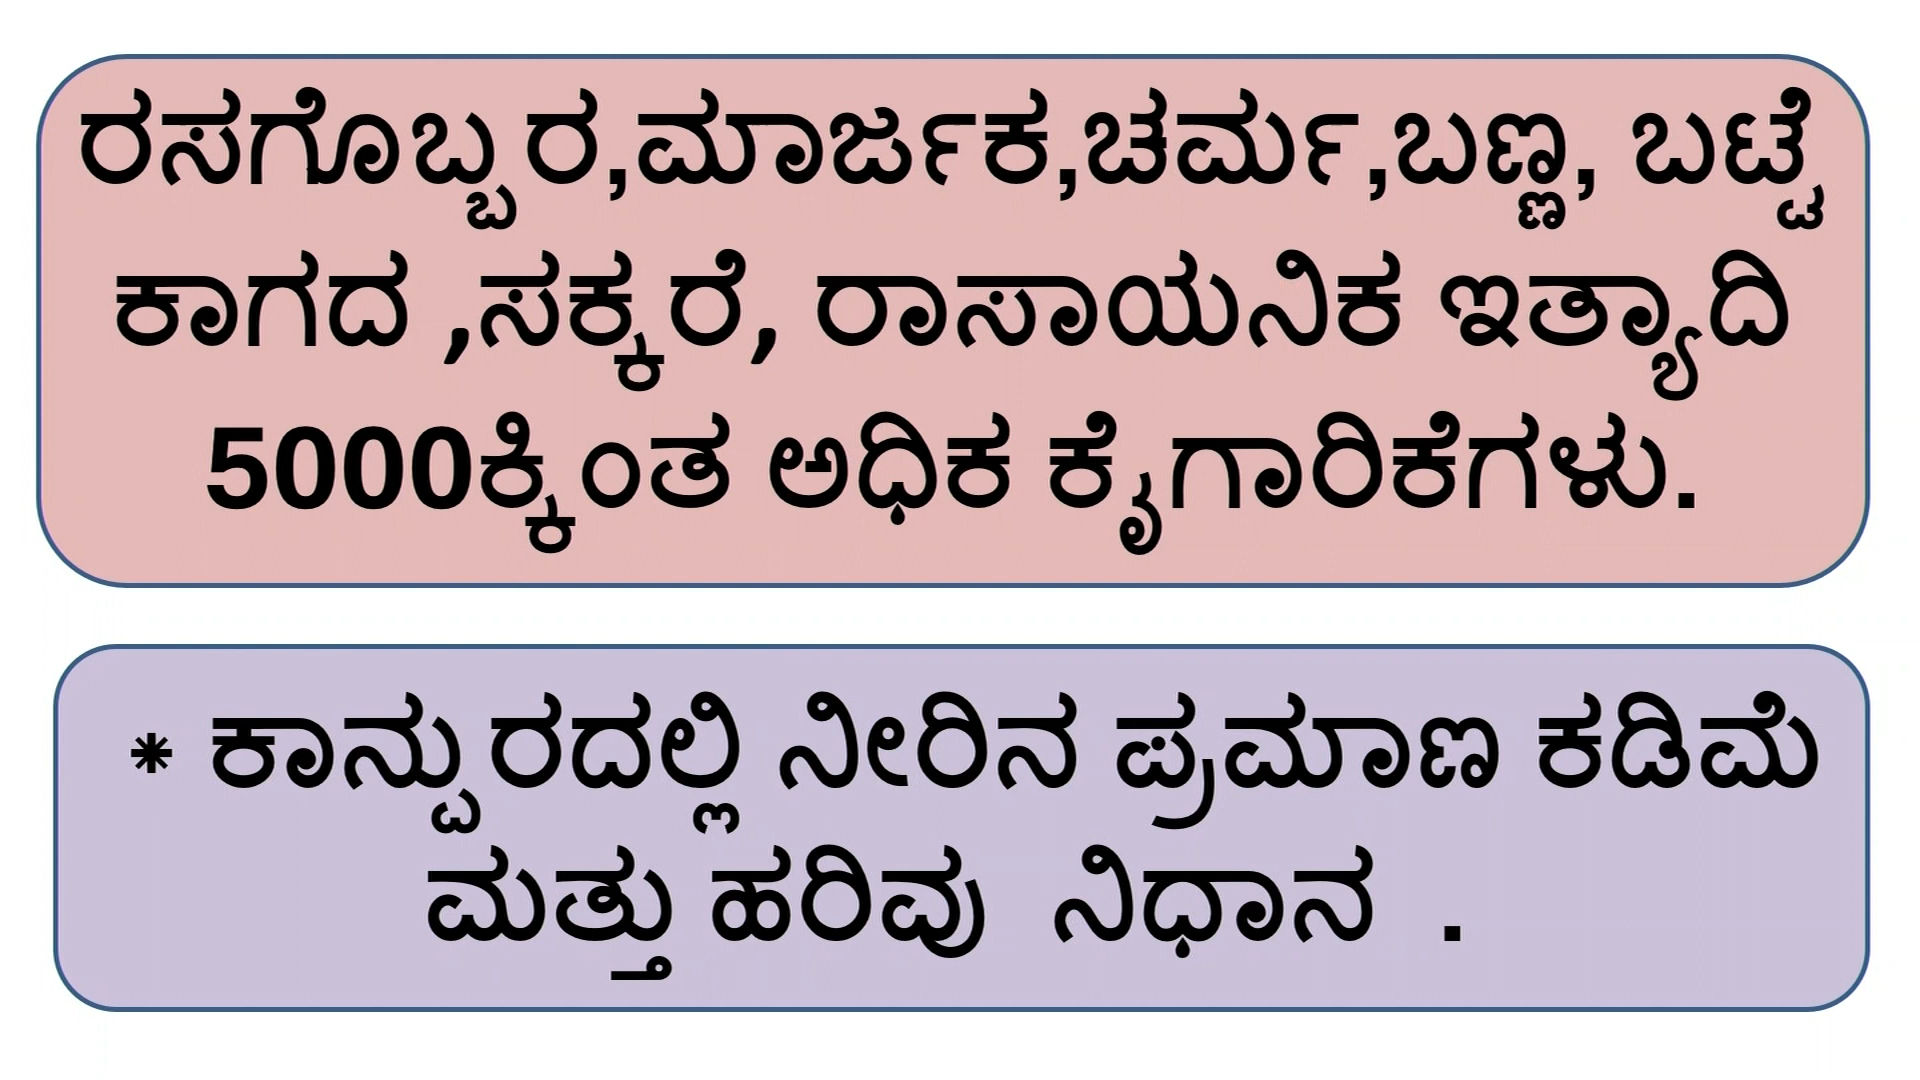 ರಸಗೊಬ್ಬರ,ಮಾರ್ಜಕ,ಚರ್ಮ,ಬಣ್ಣ, ಬಟ್ಟೆ
ಕಾಗದ ,ಸಕ್ಕರೆ, ರಾಸಾಯನಿಕ ಇತ್ಯಾದಿ
5000ಕ್ಕಿಂತ ಅಧಿಕ ಕೈಗಾರಿಕೆಗಳು.
* ಕಾನ್ಪುರದಲ್ಲಿ ನೀರಿನ ಪ್ರಮಾಣ ಕಡಿಮೆ
ಮತ್ತು ಹರಿವು ನಿಧಾನ .